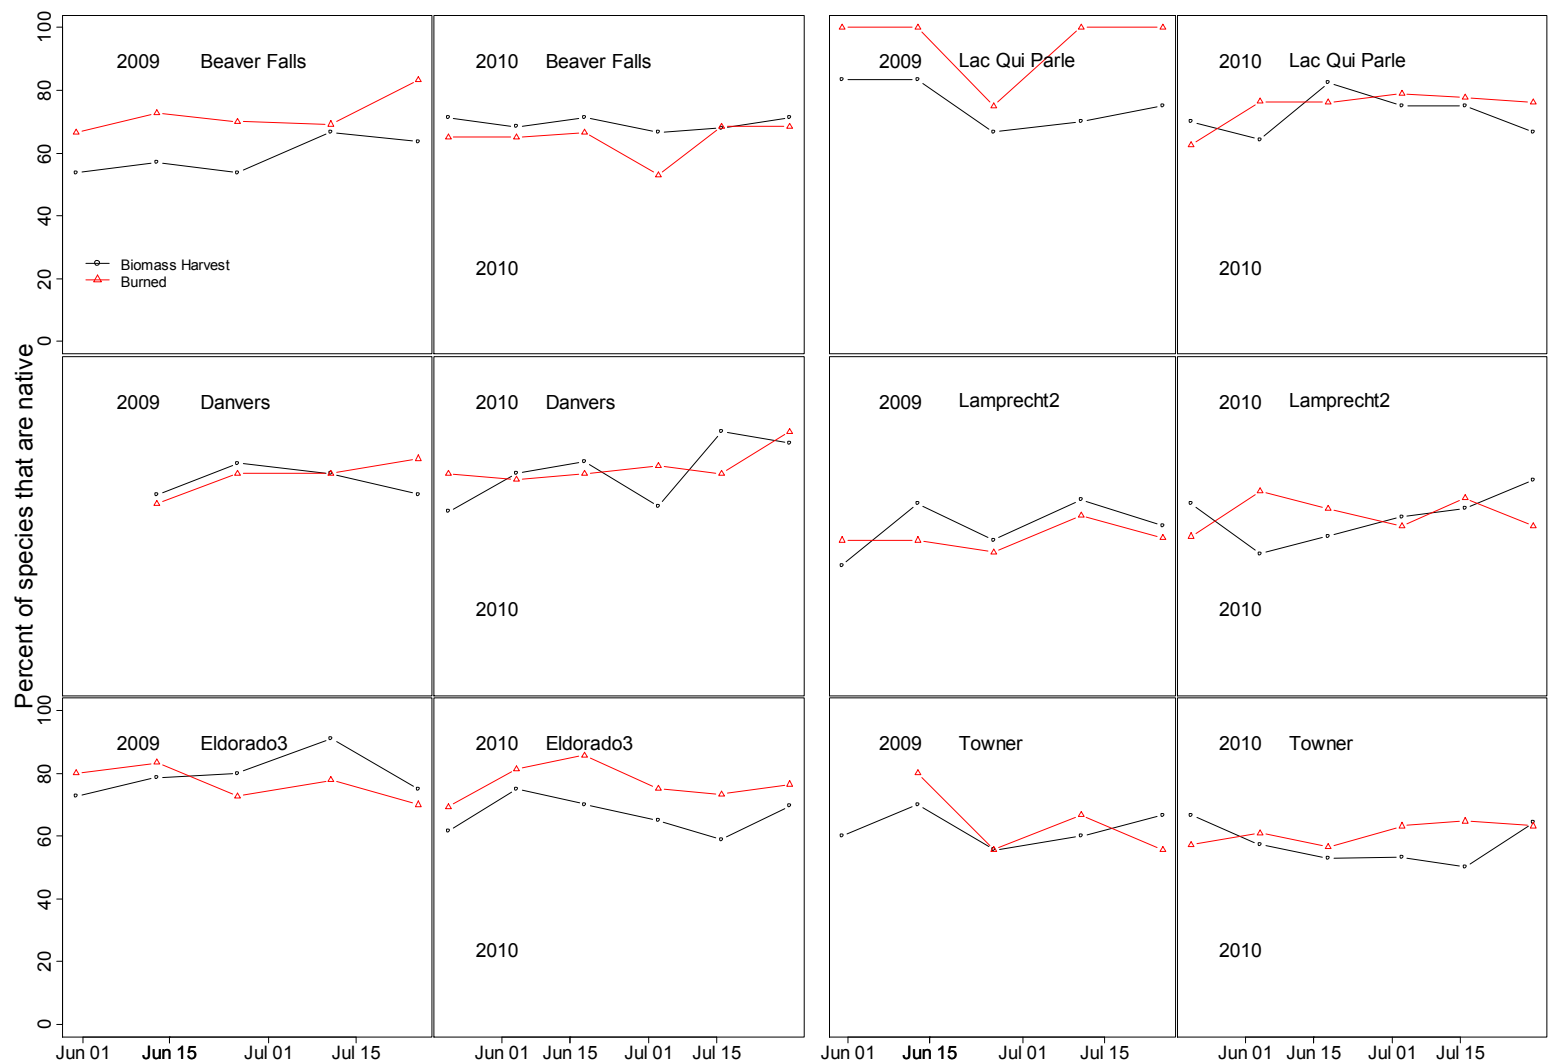 100
80
60
40
20
0
2009 Beaver Falls
Biomass Harvest
Burned
2010 Beaver Falls
2010
2009 Lac Qui Parle
2010 Lac Qui Parle
2010
Percent of species that are native
2009 Danvers
2010 Danvers
2010
2009 Lamprecht2
2010 Lamprecht2
2010
100
80
60
40
20
0
2009 Eldorado3
2010 Eldorado3
2010
2009 Towner
2010 Towner
2010
Jun 01 Jun 15 Jul 01 Jul 15
Jun 01 Jun 15 Jul 01 Jul 15
Jun 01 Jun 15 Jul 01 Jul 15
Jun 01 Jun 15 Jul 01 Jul 15